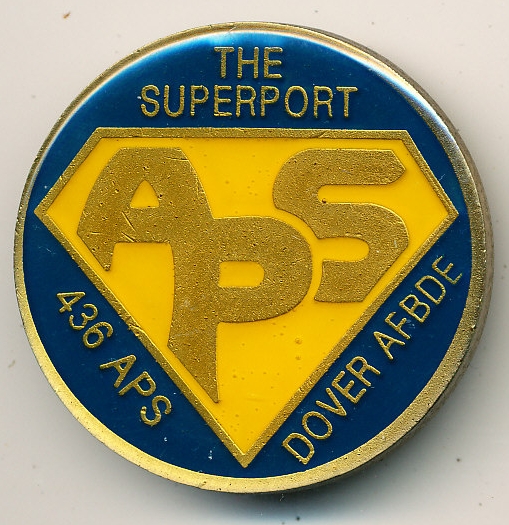 THE
SUPERPORT
APS
436 APS
DOVER AFBDE